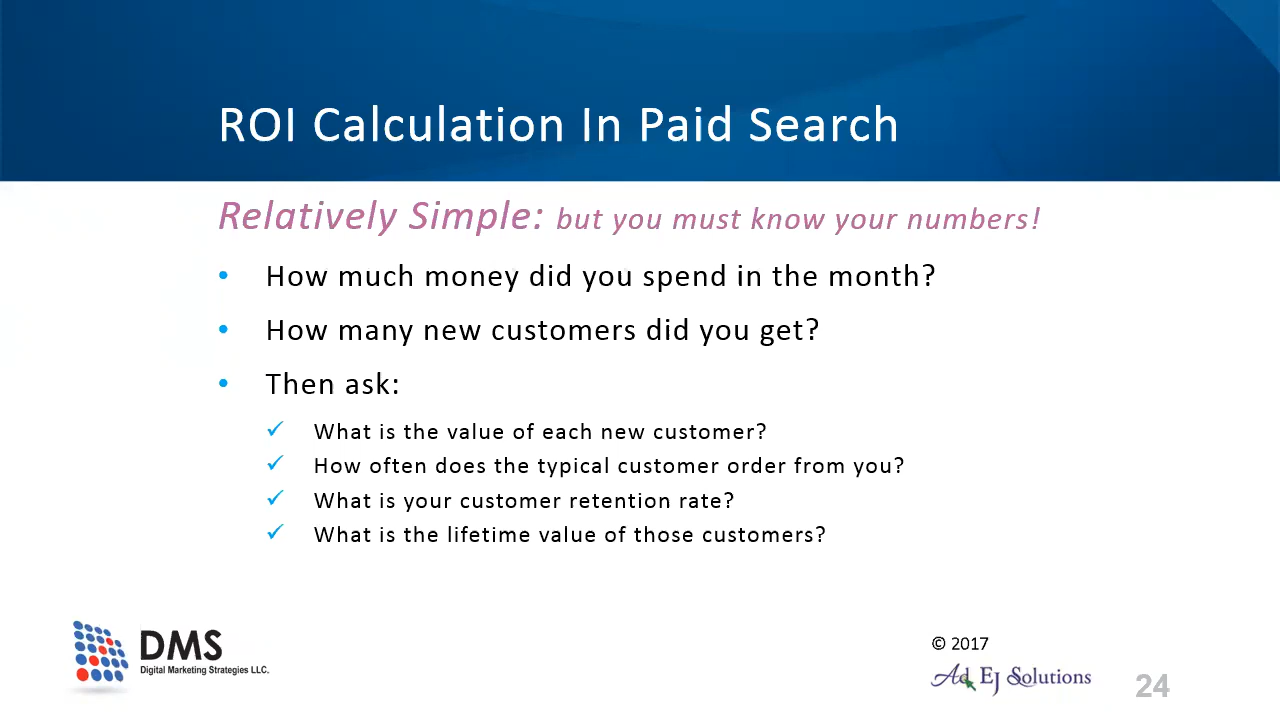 ROI Calculation In Paid Search
Relatively Simple: but you must know your numbers!
• How much money did you spend in the month?
• How many new customers did you get?
• Then ask:
✓ What is the value of each new customer?
✓ How often does the typical customer order from you?
✓ What is your customer retention rate?
✓ What is the lifetime value of those customers?
DMS
Digital Marketing Strategies LLC.
© 2017
Ad EJ Solutions
24